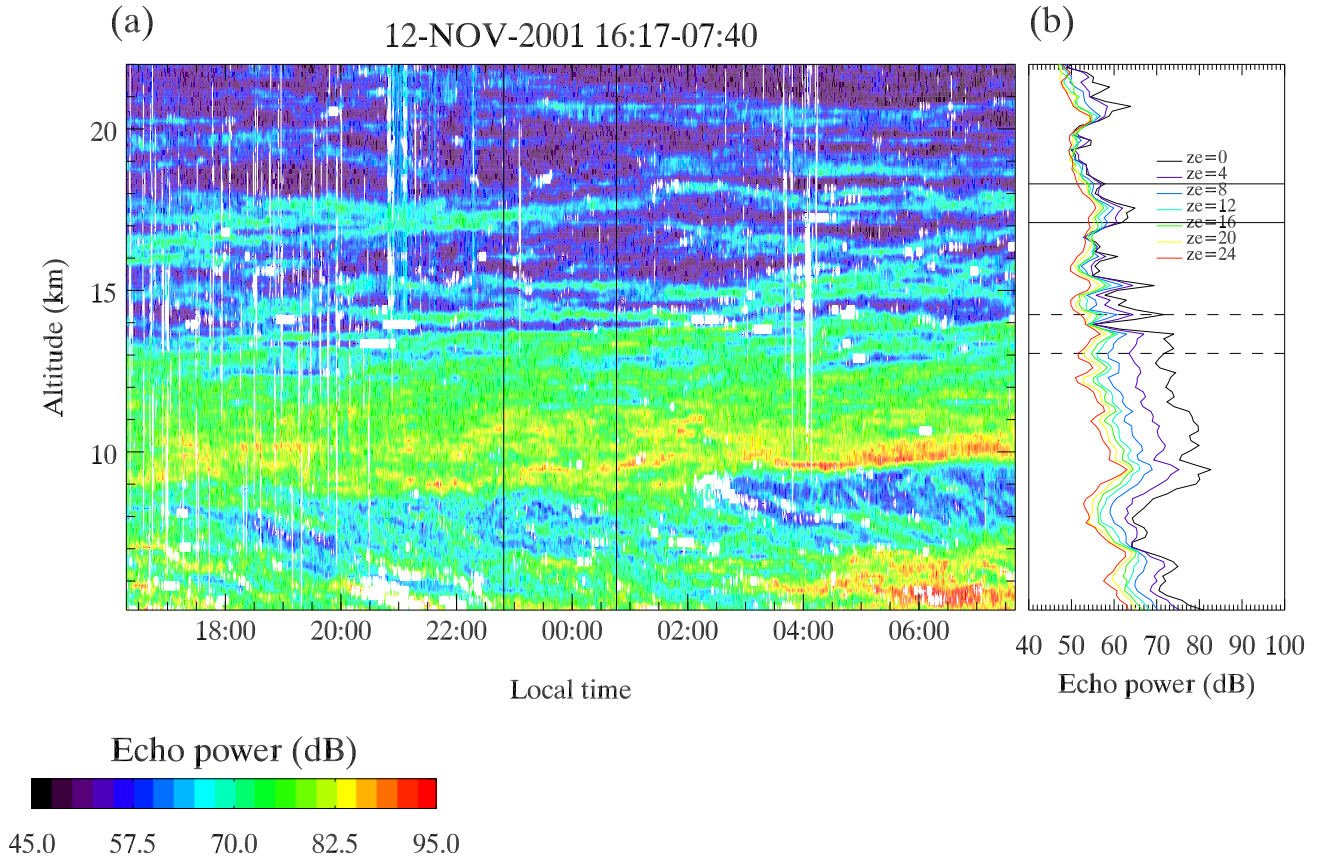 (a)
12-NOV-2001 16:17-07:40
(b)
20
15
10
Altitude (km)
18:00 20:00 22:00 00:00 02:00 04:00 06:00
Local time
ze=0
ze=4
ze=8
ze=12
ze=16
ze=20
ze=24
40 50 60 70 80 90 100
Echo power (dB)
Echo power (dB)
45.0 57.5 70.0 82.5 95.0